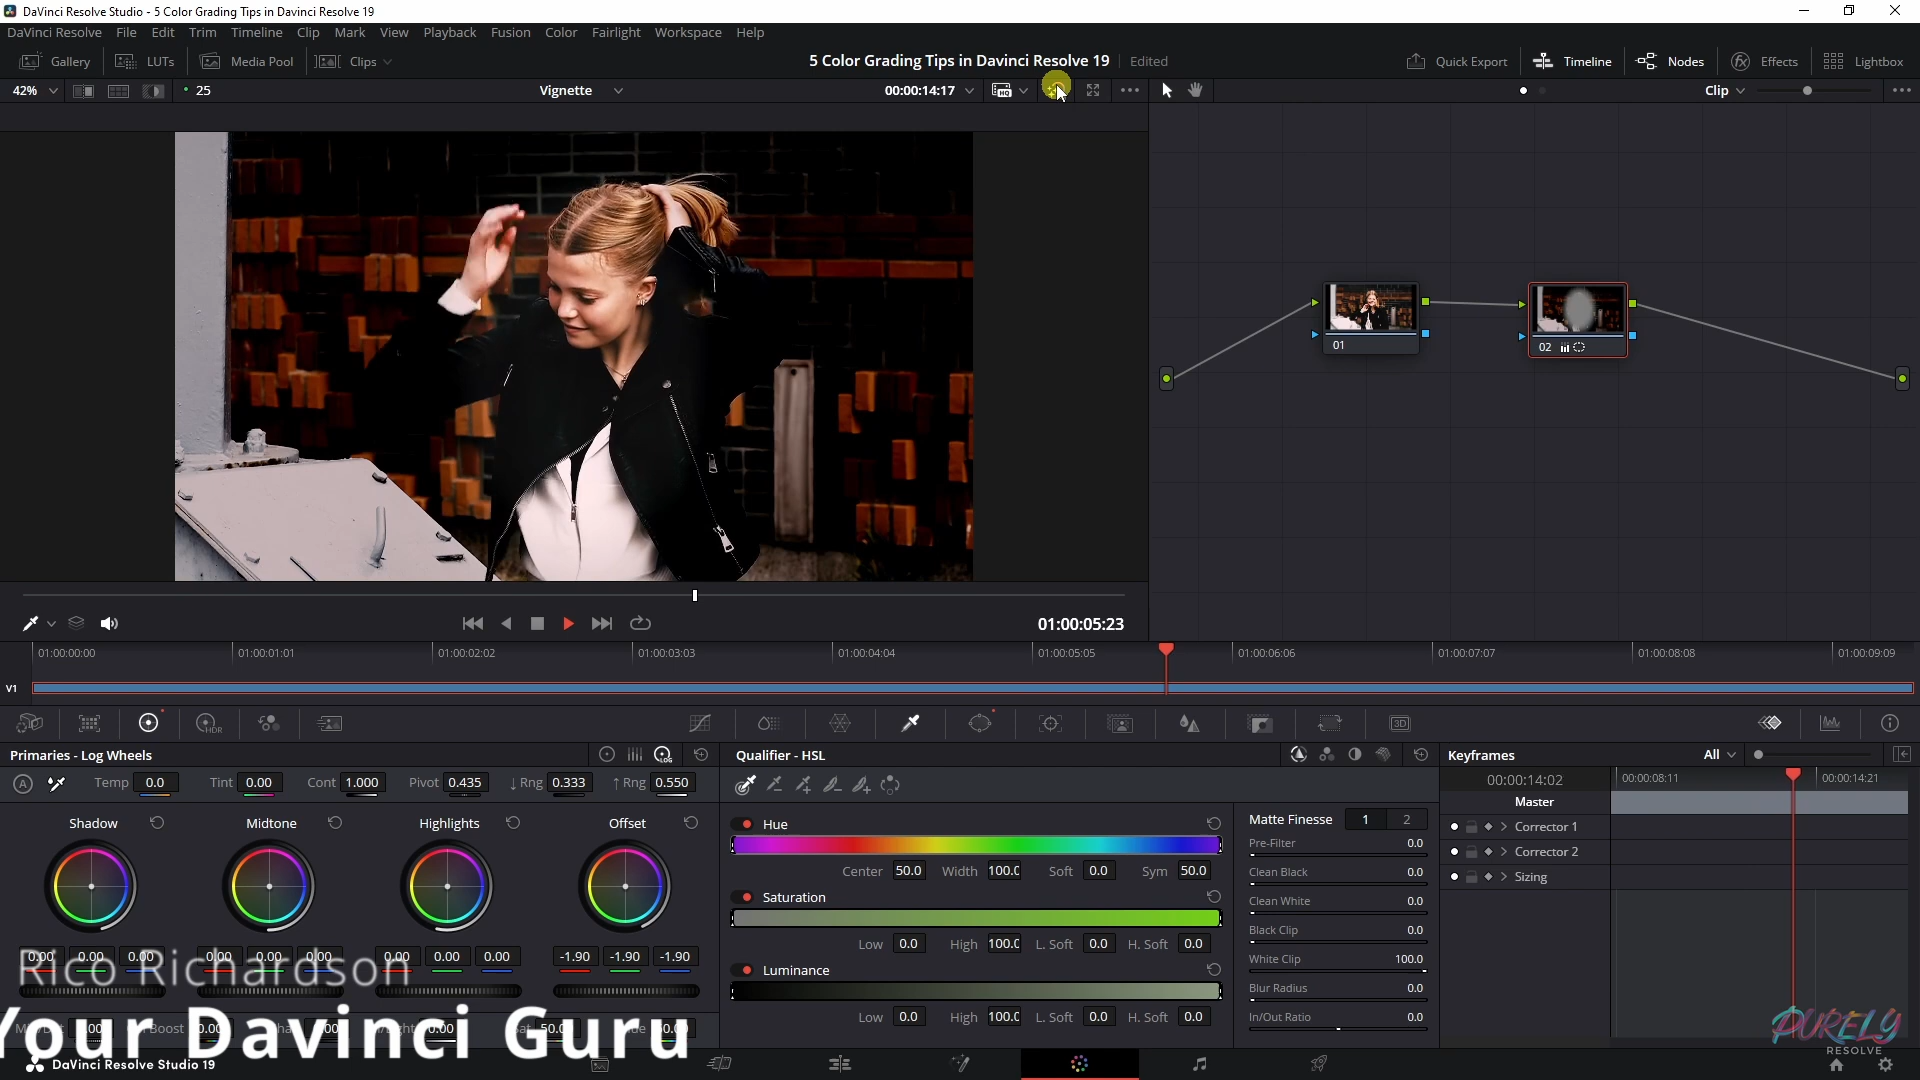 DaVinci Resolve Studio - 5 Color Grading Tips in Davinci Resolve 19
DaVinci Resolve File Edit Trim Timeline Clip Mark View Playback Fusion Color Fairlight Workspace Help
Gallery LUTs Media Pool Clips 5 Color Grading Tips in Davinci Resolve 19 Edited Quick Export Timeline Nodes Effects Lightbox
42% 25 Vignette 00:00:14:17 HQ Clip
01
02
01:00:05:23
01:00:00:00 01:00:01:01 01:00:02:02 01:00:03:03 01:00:04:04 01:00:05:05 01:00:06:06 01:00:07:07 01:00:08:08 01:00:09:09
V1
HDR 3D
Primaries - Log Wheels LOG Qualifier - HSL Keyframes All
A Temp 0.0 Tint 0.00 Cont 1.000 Pivot 0.435 ↓ Rng 0.333 ↑ Rng 0.550 00:00:14:02 00:00:08:11 00:00:14:21
Master
Shadow Midtone Highlights Offset Hue Matte Finesse 1 2 Corrector 1
Pre-Filter 0.0 Corrector 2
Center 50.0 Width 100.0 Soft 0.0 Sym 50.0 Clean Black 0.0 Sizing
Saturation Clean White 0.0
Low 0.0 High 100.0 L. Soft 0.0 H. Soft 0.0 Black Clip 0.0
0.00 0.00 0.00 0.00 0.00 0.00 0.00 0.00 0.00 -1.90 -1.90 -1.90 White Clip 100.0
Rico Richardson Luminance
Blur Radius 0.0
Low 0.0 High 100.0 L. Soft 0.0 H. Soft 0.0 In/Out Ratio 0.0
Your Davinci Guru
PURELY
RESOLVE
DaVinci Resolve Studio 19